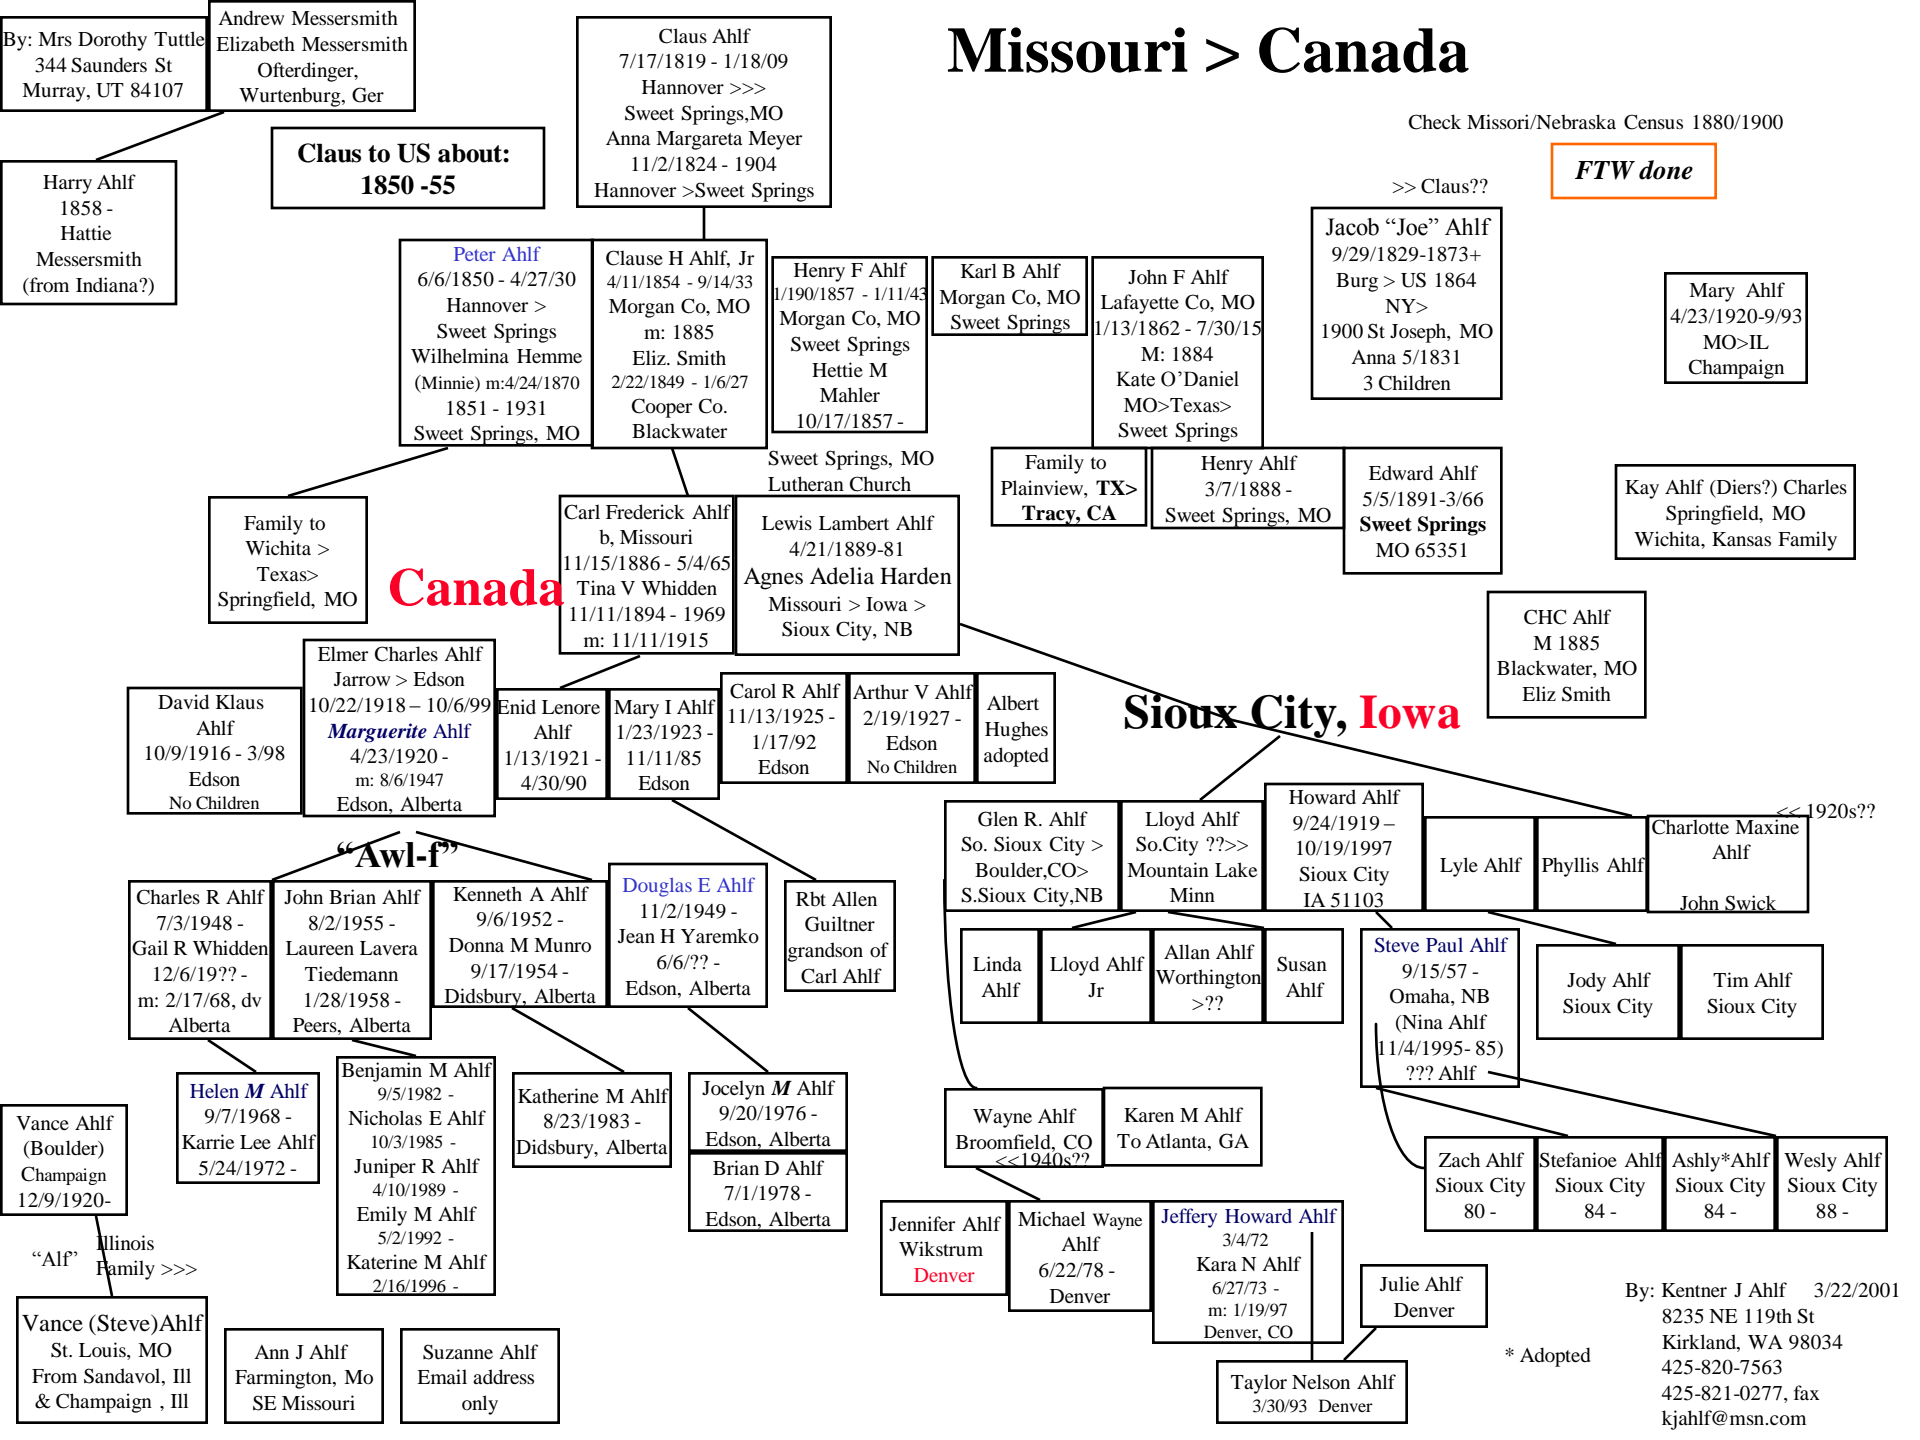 By: Mrs Dorothy Tuttle
344 Saunders St
Murray, UT 84107
Andrew Messersmith
Elizabeth Messersmith
Ofterdinger,
Wurtenburg, Ger
Claus Ahlf
7/17/1819 - 1/18/09
Hannover >>>
Sweet Springs,MO
Anna Margareta Meyer
11/2/1824 - 1904
Hannover >Sweet Springs
Missouri > Canada
Check Missori/Nebraska Census 1880/1900
FTW done
Claus to US about:
1850 -55
Harry Ahlf
1858 -
Hattie
Messersmith
(from Indiana?)
Peter Ahlf
6/6/1850 - 4/27/30
Hannover >
Sweet Springs
Wilhelmina Hemme
(Minnie) m:4/24/1870
1851 - 1931
Sweet Springs, MO
Clause H Ahlf, Jr
4/11/1854 - 9/14/33
Morgan Co, MO
m: 1885
Eliz. Smith
2/22/1849 - 1/6/27
Cooper Co.
Blackwater
Henry F Ahlf
1/190/1857 - 1/11/43
Morgan Co, MO
Sweet Springs
Hettie M
Mahler
10/17/1857 -
Karl B Ahlf
Morgan Co, MO
Sweet Springs
John F Ahlf
Lafayette Co, MO
1/13/1862 - 7/30/15
M: 1884
Kate O’Daniel
MO>Texas>
Sweet Springs
>> Claus??
Jacob “Joe” Ahlf
9/29/1829-1873+
Burg > US 1864
NY>
1900 St Joseph, MO
Anna 5/1831
3 Children
Mary Ahlf
4/23/1920-9/93
MO>IL
Champaign
Sweet Springs, MO
Lutheran Church
Family to
Wichita >
Texas>
Springfield, MO
Canada
Carl Frederick Ahlf
b, Missouri
11/15/1886 - 5/4/65
Tina V Whidden
11/11/1894 - 1969
m: 11/11/1915
Lewis Lambert Ahlf
4/21/1889-81
Agnes Adelia Harden
Missouri > Iowa >
Sioux City, NB
Family to
Plainview, TX>
Tracy, CA
Henry Ahlf
3/7/1888 -
Sweet Springs, MO
Edward Ahlf
5/5/1891-3/66
Sweet Springs
MO 65351
Kay Ahlf (Diers?) Charles
Springfield, MO
Wichita, Kansas Family
CHC Ahlf
M 1885
Blackwater, MO
Eliz Smith
David Klaus
Ahlf
10/9/1916 - 3/98
Edson
No Children
Elmer Charles Ahlf
Jarrow > Edson
10/22/1918 – 10/6/99
Marguerite Ahlf
4/23/1920 -
m: 8/6/1947
Edson, Alberta
Enid Lenore
Ahlf
1/13/1921 -
4/30/90
Mary I Ahlf
1/23/1923 -
11/11/85
Edson
Carol R Ahlf
11/13/1925 -
1/17/92
Edson
Arthur V Ahlf
2/19/1927 -
Edson
No Children
Albert
Hughes
adopted
Sioux City, Iowa
“Awl-f”
Glen R. Ahlf
So. Sioux City >
Boulder,CO>
S.Sioux City,NB
Lloyd Ahlf
So.City ??>>
Mountain Lake
Minn
Howard Ahlf
9/24/1919 –
10/19/1997
Sioux City
IA 51103
Lyle Ahlf
Phyllis Ahlf
<< 1920s??
Charlotte Maxine
Ahlf
John Swick
Charles R Ahlf
7/3/1948 -
Gail R Whidden
12/6/19?? -
m: 2/17/68, dv
Alberta
John Brian Ahlf
8/2/1955 -
Laureen Lavera
Tiedemann
1/28/1958 -
Peers, Alberta
Kenneth A Ahlf
9/6/1952 -
Donna M Munro
9/17/1954 -
Didsbury, Alberta
Douglas E Ahlf
11/2/1949 -
Jean H Yaremko
6/6/?? -
Edson, Alberta
Rbt Allen
Guiltner
grandson of
Carl Ahlf
Linda
Ahlf
Lloyd Ahlf
Jr
Allan Ahlf
Worthington
>??
Susan
Ahlf
Steve Paul Ahlf
9/15/57 -
Omaha, NB
(Nina Ahlf
11/4/1995- 85)
??? Ahlf
Jody Ahlf
Sioux City
Tim Ahlf
Sioux City
Helen M Ahlf
9/7/1968 -
Karrie Lee Ahlf
5/24/1972 -
Benjamin M Ahlf
9/5/1982 -
Nicholas E Ahlf
10/3/1985 -
Juniper R Ahlf
4/10/1989 -
Emily M Ahlf
5/2/1992 -
Katerine M Ahlf
2/16/1996 -
Katherine M Ahlf
8/23/1983 -
Didsbury, Alberta
Jocelyn M Ahlf
9/20/1976 -
Edson, Alberta
Brian D Ahlf
7/1/1978 -
Edson, Alberta
Wayne Ahlf
Broomfield, CO
<<1940s??
Karen M Ahlf
To Atlanta, GA
Zach Ahlf
Sioux City
80 -
Stefanioe Ahlf
Sioux City
84 -
Ashly*Ahlf
Sioux City
84 -
Wesly Ahlf
Sioux City
88 -
Vance Ahlf
(Boulder)
Champaign
12/9/1920-
“Alf”
Illinois
Family >>>
Vance (Steve)Ahlf
St. Louis, MO
From Sandavol, Ill
& Champaign , Ill
Ann J Ahlf
Farmington, Mo
SE Missouri
Suzanne Ahlf
Email address
only
Jennifer Ahlf
Wikstrum
Denver
Michael Wayne
Ahlf
6/22/78 -
Denver
Jeffery Howard Ahlf
3/4/72
Kara N Ahlf
6/27/73 -
m: 1/19/97
Denver, CO
Julie Ahlf
Denver
Taylor Nelson Ahlf
3/30/93 Denver
* Adopted
By: Kentner J Ahlf 3/22/2001
8235 NE 119th St
Kirkland, WA 98034
425-820-7563
425-821-0277, fax
kjahlf@msn.com